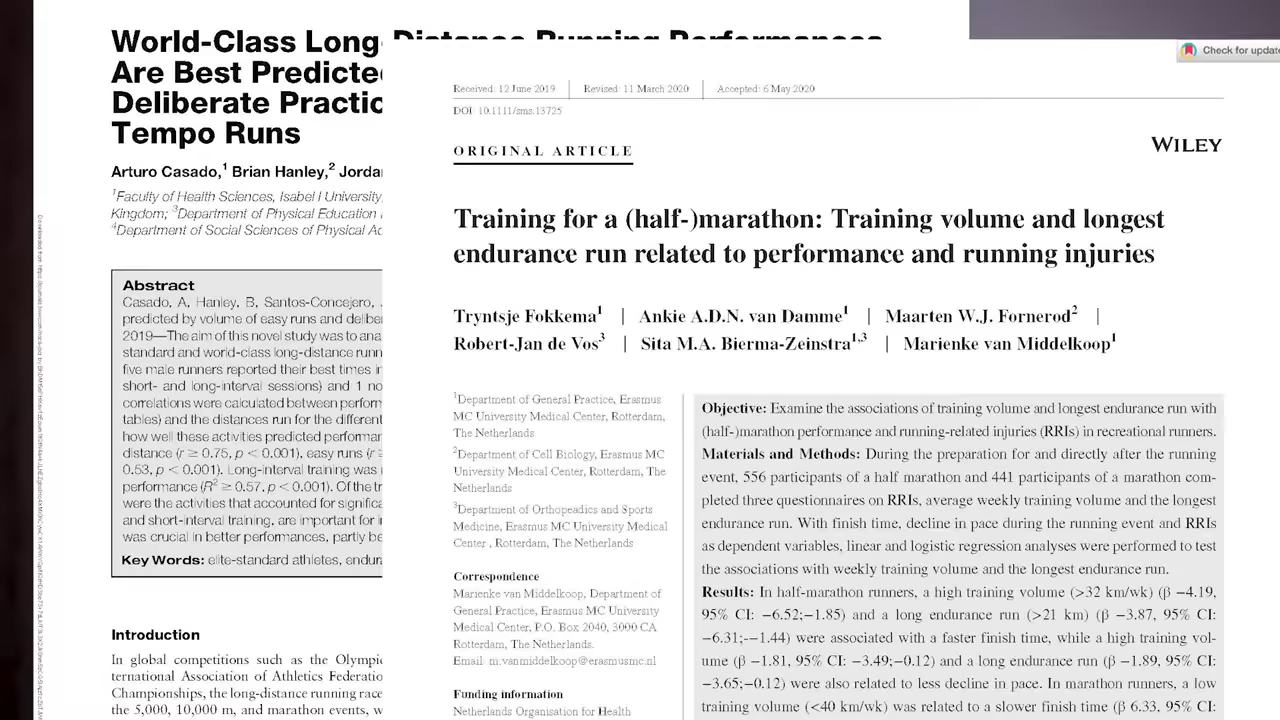 World-Class Long-Distance Running Performances
Are Best Predicted
Deliberate Practic
Tempo Runs
Arturo Casado,1 Brian Hanley,2 Jorda
1Faculty of Health Sciences, Isabel I University,
Kingdom; 3Department of Physical Education
4Department of Social Sciences of Physical Ac
Abstract
Casado, A, Hanley, B, Santos-Concejero, J
predicted by volume of easy runs and delibe
2019—The aim of this novel study was to ana
standard and world-class long-distance runn
five male runners reported their best times in
short- and long-interval sessions) and 1 no
correlations were calculated between perform
tables) and the distances run for the different
how well these activities predicted performan
distance (r ≥ 0.75, p < 0.001), easy runs (r ≥
0.53, p < 0.001). Long-interval training was
performance (R2 ≥ 0.57, p < 0.001). Of the tr
were the activities that accounted for significa
and short-interval training, are important for i
was crucial in better performances, partly be
Key Words: elite-standard athletes, endura
Introduction
In global competitions such as the Olympic
ternational Association of Athletics Federatio
Championships, the long-distance running race
the 5,000, 10,000 m, and marathon events, w
Check for update
Received: 12 June 2019 | Revised: 11 March 2020 | Accepted: 6 May 2020
DOI: 10.1111/sms.13725
ORIGINAL ARTICLE
WILEY
Training for a (half-)marathon: Training volume and longest
endurance run related to performance and running injuries
Tryntsje Fokkema1 | Ankie A.D.N. van Damme1 | Maarten W.J. Fornerod2 |
Robert-Jan de Vos3 | Sita M.A. Bierma-Zeinstra1,3 | Marienke van Middelkoop1
1Department of General Practice, Erasmus
MC University Medical Center, Rotterdam,
The Netherlands
2Department of Cell Biology, Erasmus MC
University Medical Center, Rotterdam, The
Netherlands
3Department of Orthopedics and Sports
Medicine, Erasmus MC University Medical
Center , Rotterdam, The Netherlands
Correspondence
Marienke van Middelkoop, Department of
General Practice, Erasmus MC University
Medical Center, P.O. Box 2040, 3000 CA
Rotterdam, The Netherlands.
Email: m.vanmiddelkoop@erasmusmc.nl
Funding information
Netherlands Organisation for Health
Objective: Examine the associations of training volume and longest endurance run with
(half-)marathon performance and running-related injuries (RRIs) in recreational runners.
Materials and Methods: During the preparation for and directly after the running
event, 556 participants of a half marathon and 441 participants of a marathon com-
pleted three questionnaires on RRIs, average weekly training volume and the longest
endurance run. With finish time, decline in pace during the running event and RRIs
as dependent variables, linear and logistic regression analyses were performed to test
the associations with weekly training volume and the longest endurance run.
Results: In half-marathon runners, a high training volume (>32 km/wk) (β −4.19,
95% CI: −6.52;−1.85) and a long endurance run (>21 km) (β −3.87, 95% CI:
−6.31;-−1.44) were associated with a faster finish time, while a high training vol-
ume (β −1.81, 95% CI: −3.49;−0.12) and a long endurance run (β −1.89, 95% CI:
−3.65;−0.12) were also related to less decline in pace. In marathon runners, a low
training volume (<40 km/wk) was related to a slower finish time (β 6.33, 95% CI: